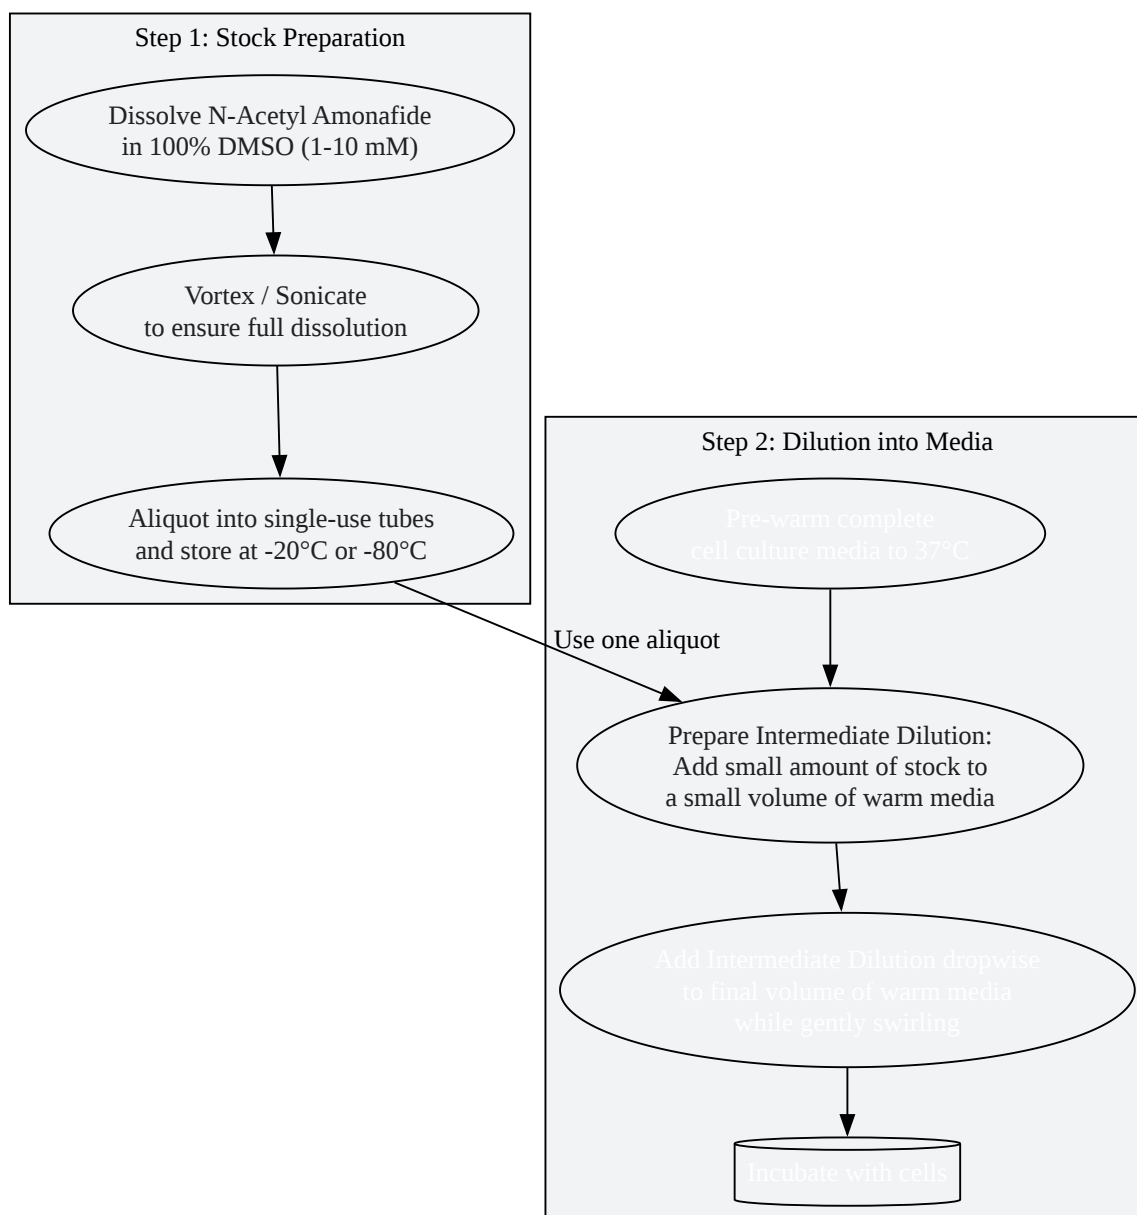 Step 1: Stock Preparation
Dissolve N-Acetyl Amonafide
in 100% DMSO (1-10 mM)
Vortex / Sonicate
to ensure full dissolution
Aliquot into single-use tubes
and store at -20°C or -80°C
Use one aliquot
Step 2: Dilution into Media
Pre-warm complete
cell culture media to 37°C
Prepare Intermediate Dilution:
Add small amount of stock to
a small volume of warm media
Add Intermediate Dilution dropwise
to final volume of warm media
while gently swirling
Incubate with cells